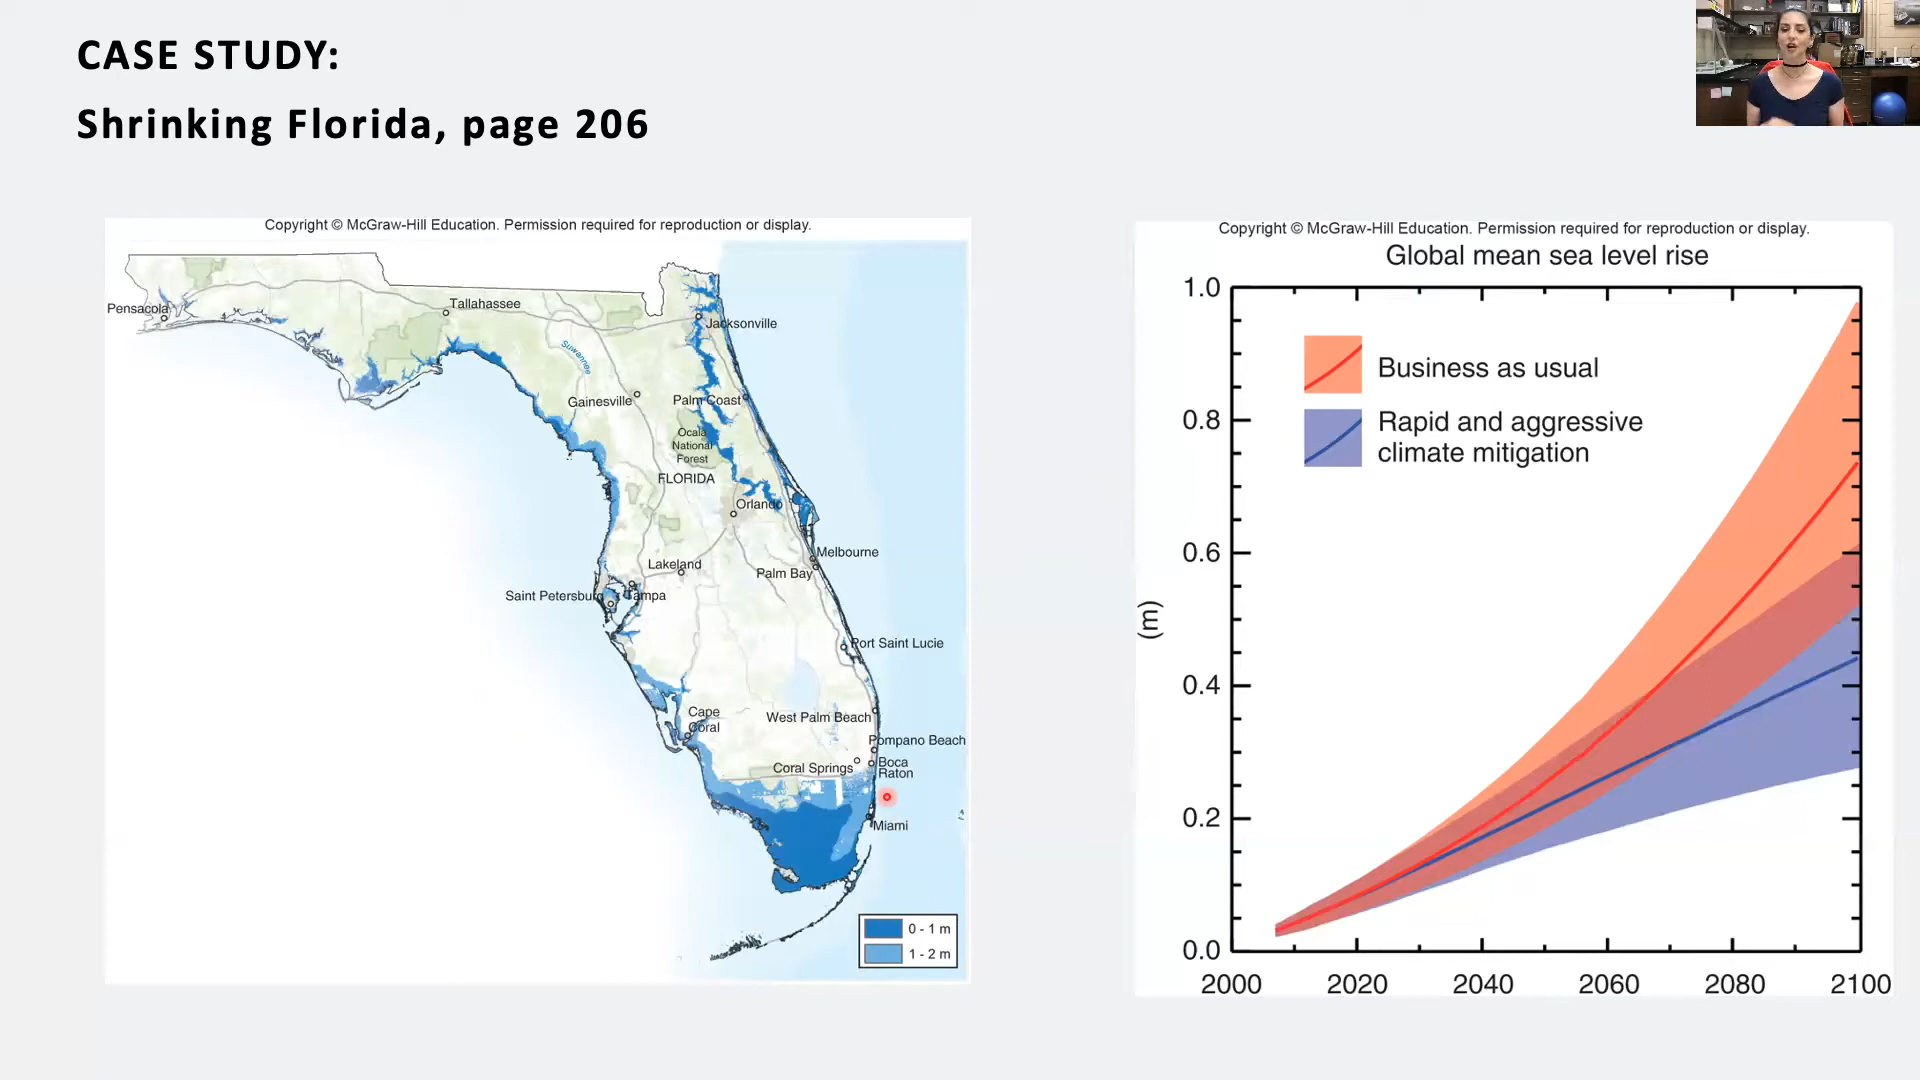 CASE STUDY:
Shrinking Florida, page 206
Copyright © McGraw-Hill Education. Permission required for reproduction or display.
Pensacola
Tallahassee
Jacksonville
Suwannee
Gainesville
Palm Coast
Ocala
National
Forest
FLORIDA
Orlando
Melbourne
Lakeland
Palm Bay
Saint Petersburg
Tampa
Port Saint Lucie
Cape
Coral
West Palm Beach
Pompano Beach
Coral Springs
Boca
Raton
Miami
0 - 1 m
1 - 2 m
Copyright © McGraw-Hill Education. Permission required for reproduction or display.
Global mean sea level rise
1.0
Business as usual
Rapid and aggressive
climate mitigation
0.8
0.6
(m)
0.4
0.2
0.0
2000 2020 2040 2060 2080 2100